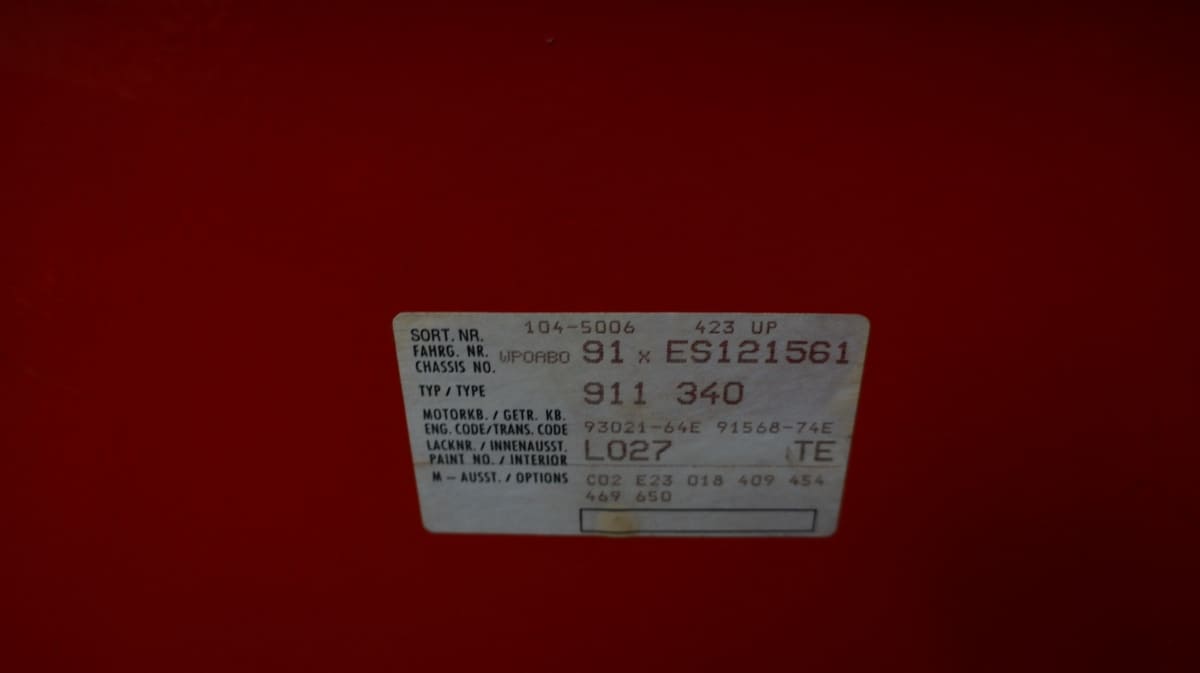 SORT. NR. 104-5006 423 UP
FAHRG. NR.
CHASSIS NO. WPOABO 91 x ES121561
TYP / TYPE 911 340
MOTORKB. / GETR. KB.
ENG. CODE/TRANS. CODE 93021-64E 91568-74E
LACKNR. / INNENAUSST.
PAINT NO. / INTERIOR L027 TE
M – AUSST. / OPTIONS C02 E23 018 409 454
469 650